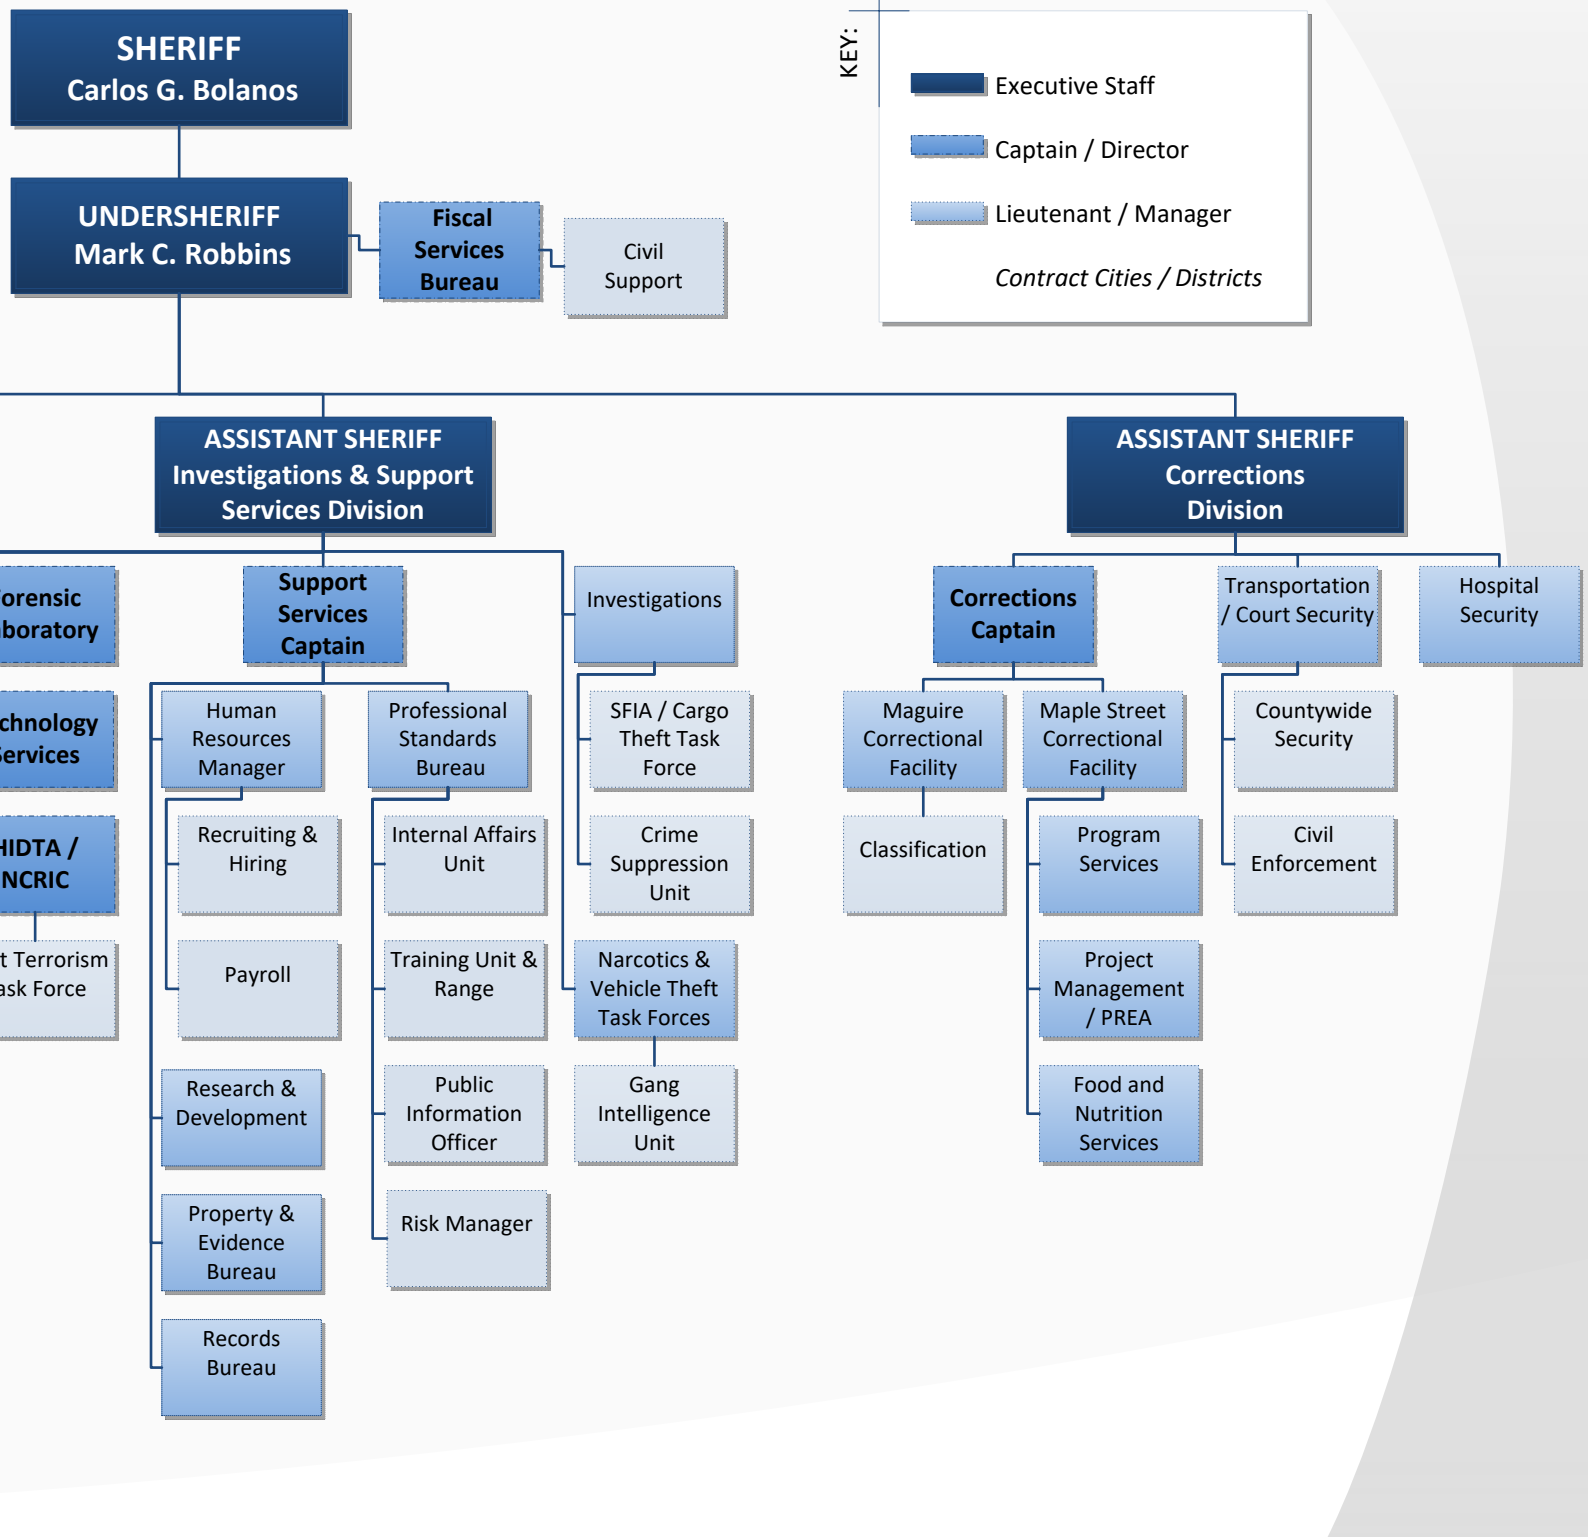 SHERIFF
Carlos G. Bolanos
KEY:
Executive Staff
Captain / Director
Lieutenant / Manager
Contract Cities / Districts
UNDERSHERIFF
Mark C. Robbins
Fiscal
Services
Bureau
Civil
Support
ASSISTANT SHERIFF
Investigations & Support
Services Division
ASSISTANT SHERIFF
Corrections
Division
Support
Services
Captain
Investigations
Corrections
Captain
Transportation
/ Court Security
Hospital
Security
Human
Resources
Manager
Professional
Standards
Bureau
SFIA / Cargo
Theft Task
Force
Maguire
Correctional
Facility
Maple Street
Correctional
Facility
Countywide
Security
HIDTA /
NCRIC
Recruiting &
Hiring
Internal Affairs
Unit
Crime
Suppression
Unit
Classification
Program
Services
Civil
Enforcement
Terrorism
Force
Payroll
Training Unit &
Range
Narcotics &
Vehicle Theft
Task Forces
Project
Management
/ PREA
Research &
Development
Public
Information
Officer
Gang
Intelligence
Unit
Food and
Nutrition
Services
Property &
Evidence
Bureau
Risk Manager
Records
Bureau